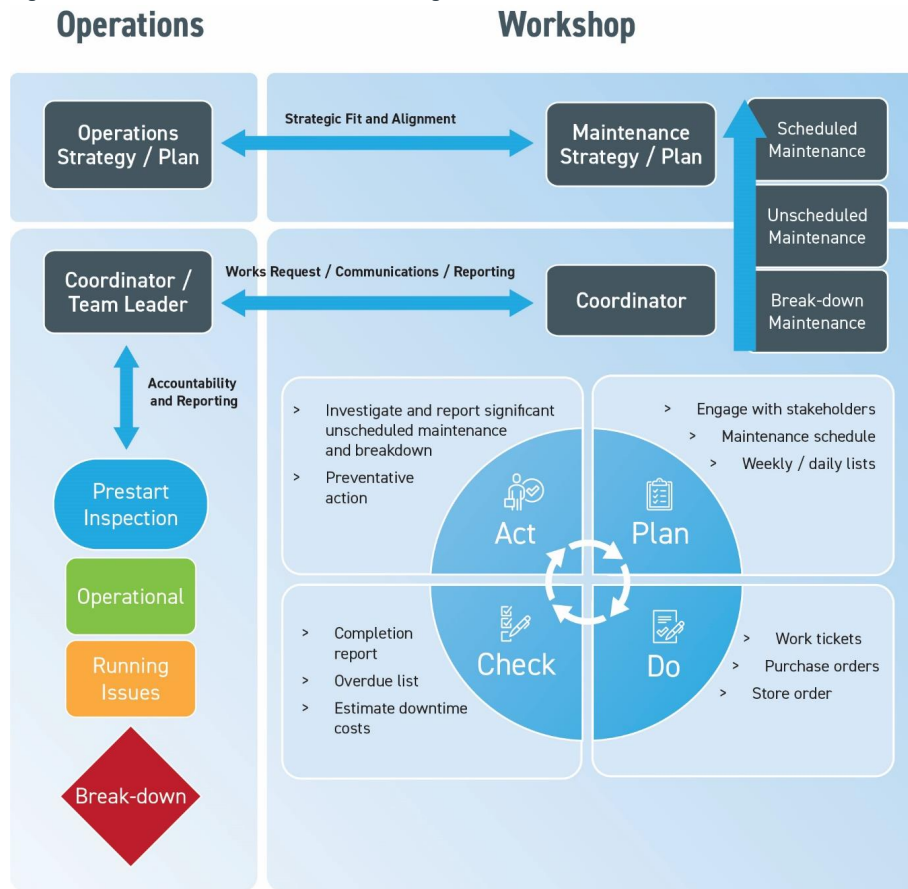 Operations
Workshop
Operations
Strategy / Plan
Strategic Fit and Alignment
Maintenance
Strategy / Plan
Scheduled
Maintenance
Unscheduled
Maintenance
Break-down
Maintenance
Coordinator /
Team Leader
Works Request / Communications / Reporting
Coordinator
Accountability
and Reporting
Prestart
Inspection
Operational
Running
Issues
Break-down
> Investigate and report significant
unscheduled maintenance
and breakdown
> Preventative
action
Act
> Engage with stakeholders
> Maintenance schedule
> Weekly / daily lists
Plan
> Completion
report
> Overdue list
> Estimate downtime
costs
Check
> Work tickets
> Purchase orders
> Store order
Do